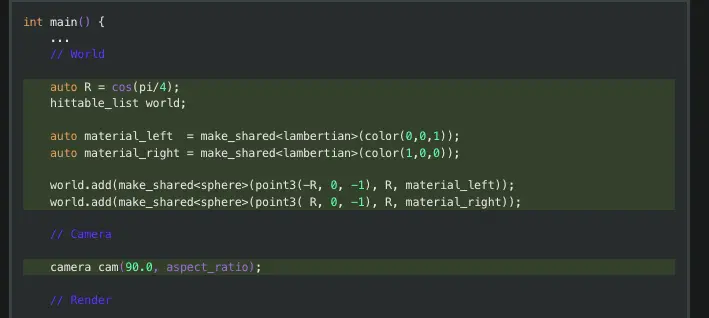 int main() {
...
// World
auto R = cos(pi/4);
hittable_list world;
auto material_left  = make_shared<lambertian>(color(0,0,1));
auto material_right = make_shared<lambertian>(color(1,0,0));
world.add(make_shared<sphere>(point3(-R, 0, -1), R, material_left));
world.add(make_shared<sphere>(point3( R, 0, -1), R, material_right));
// Camera
camera cam(90.0, aspect_ratio);
// Render